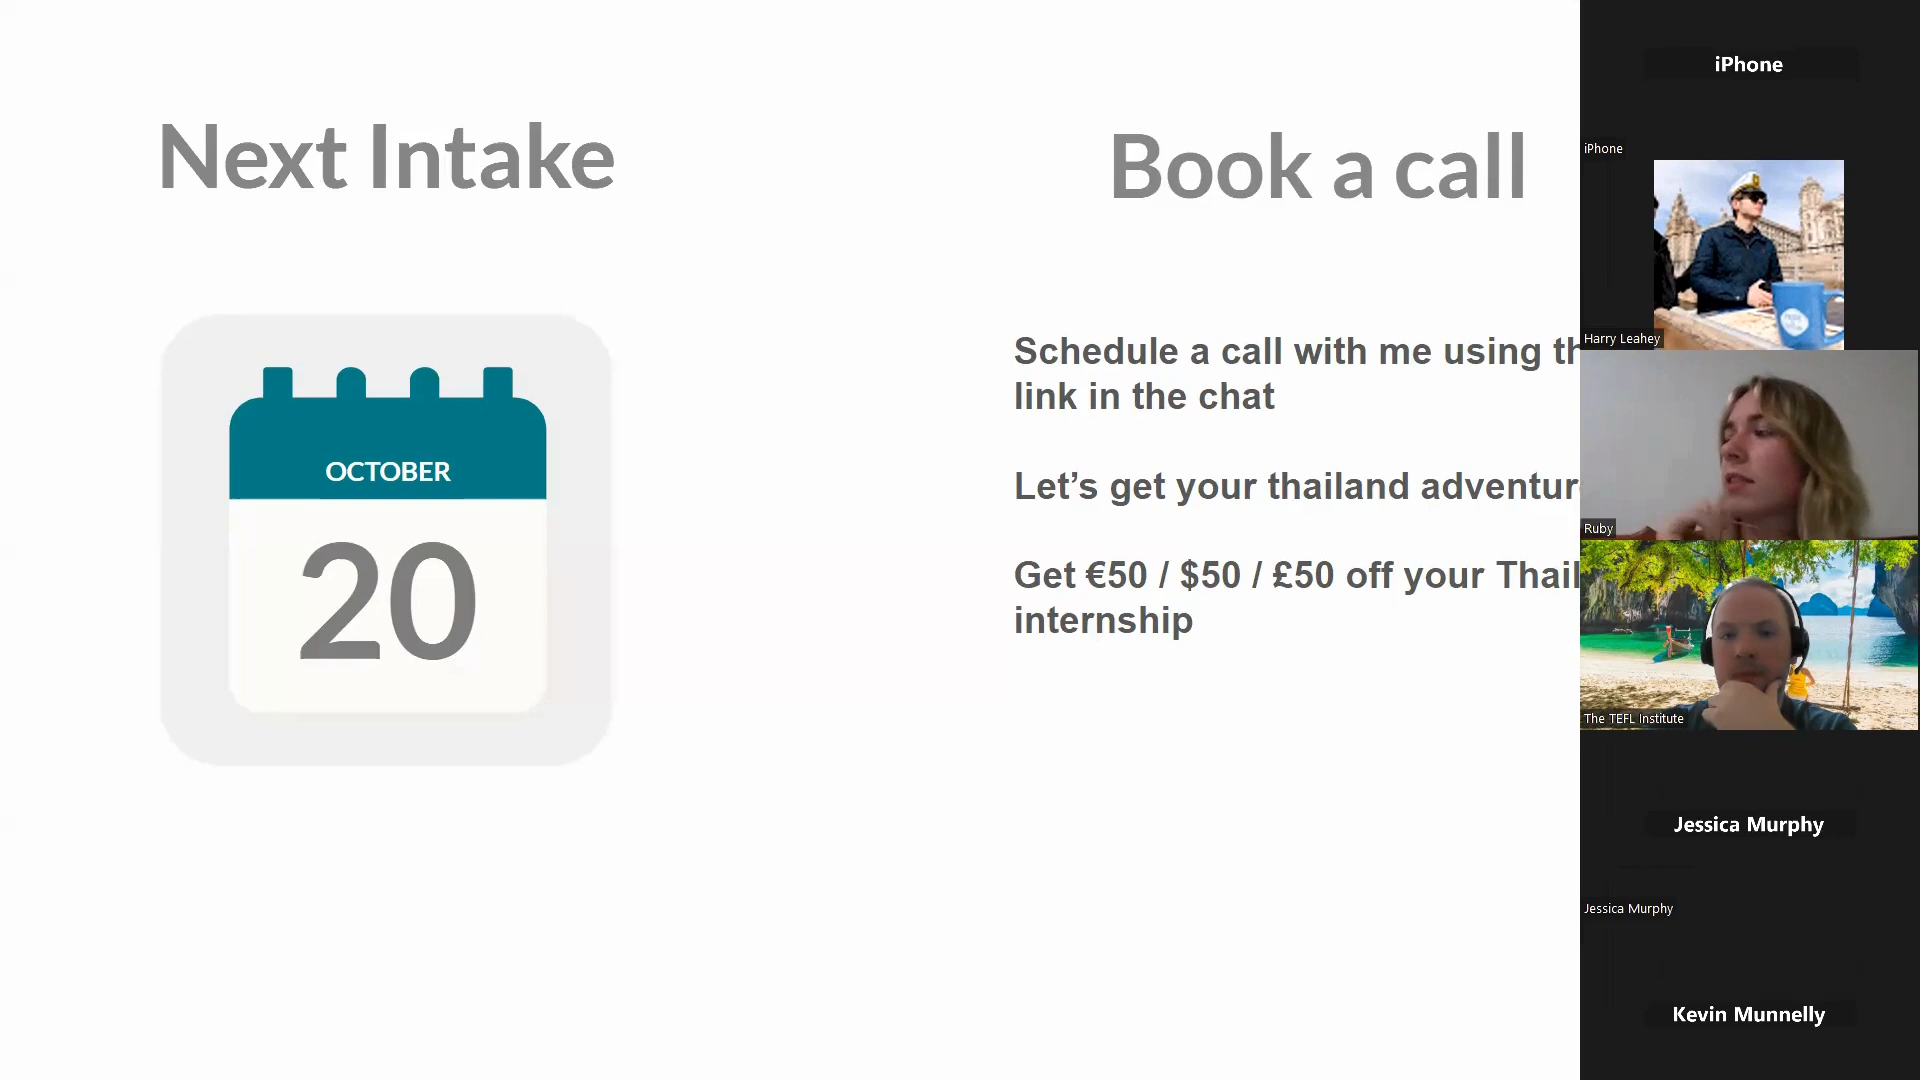 Next Intake
OCTOBER
20
Book a call
Schedule a call with me using th
link in the chat
Let’s get your thailand adventur
Get €50 / $50 / £50 off your Thail
internship
iPhone
iPhone
Harry Leahey
Ruby
The TEFL Institute
Jessica Murphy
Jessica Murphy
Kevin Munnelly